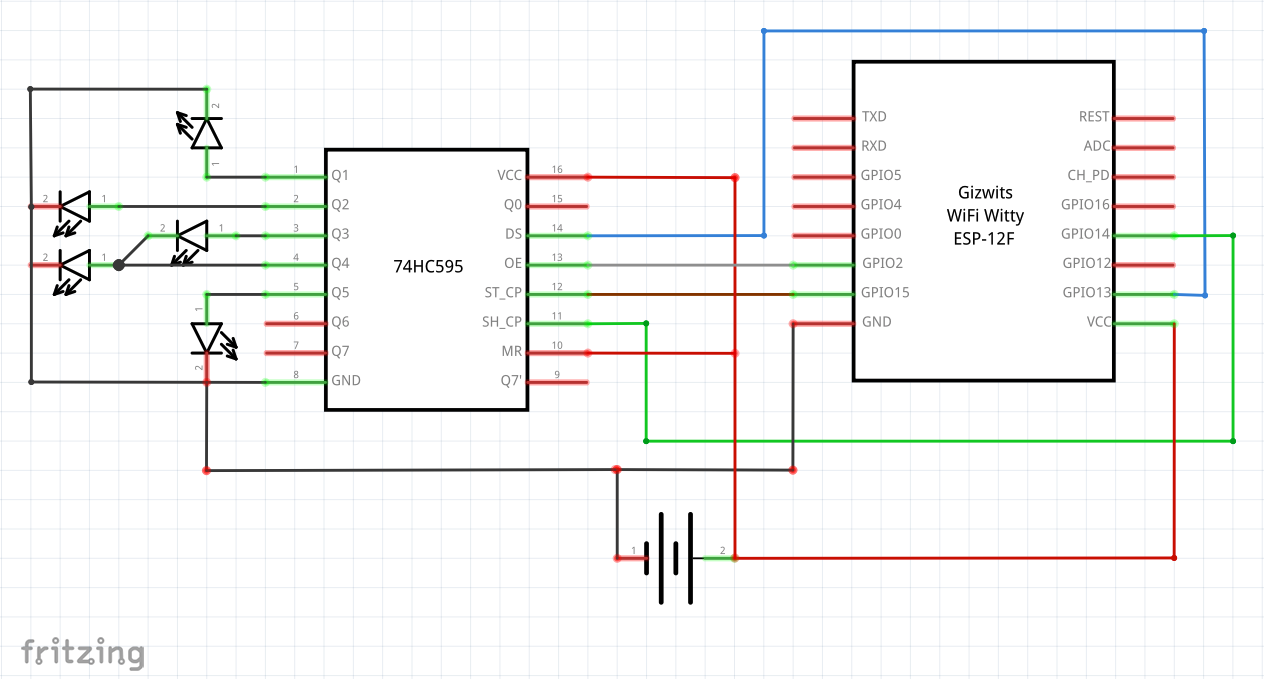 2
1
2
1
2
1
2
1
1
2
74HC595
1 Q1
2 Q2
3 Q3
4 Q4
5 Q5
6 Q6
7 Q7
8 GND
VCC 16
Q0 15
DS 14
OE 13
ST_CP 12
SH_CP 11
MR 10
Q7' 9
Gizwits
WiFi Witty
ESP-12F
TXD
RXD
GPIO5
GPIO4
GPIO0
GPIO2
GPIO15
GND
REST
ADC
CH_PD
GPIO16
GPIO14
GPIO12
GPIO13
VCC
1
2
fritzing